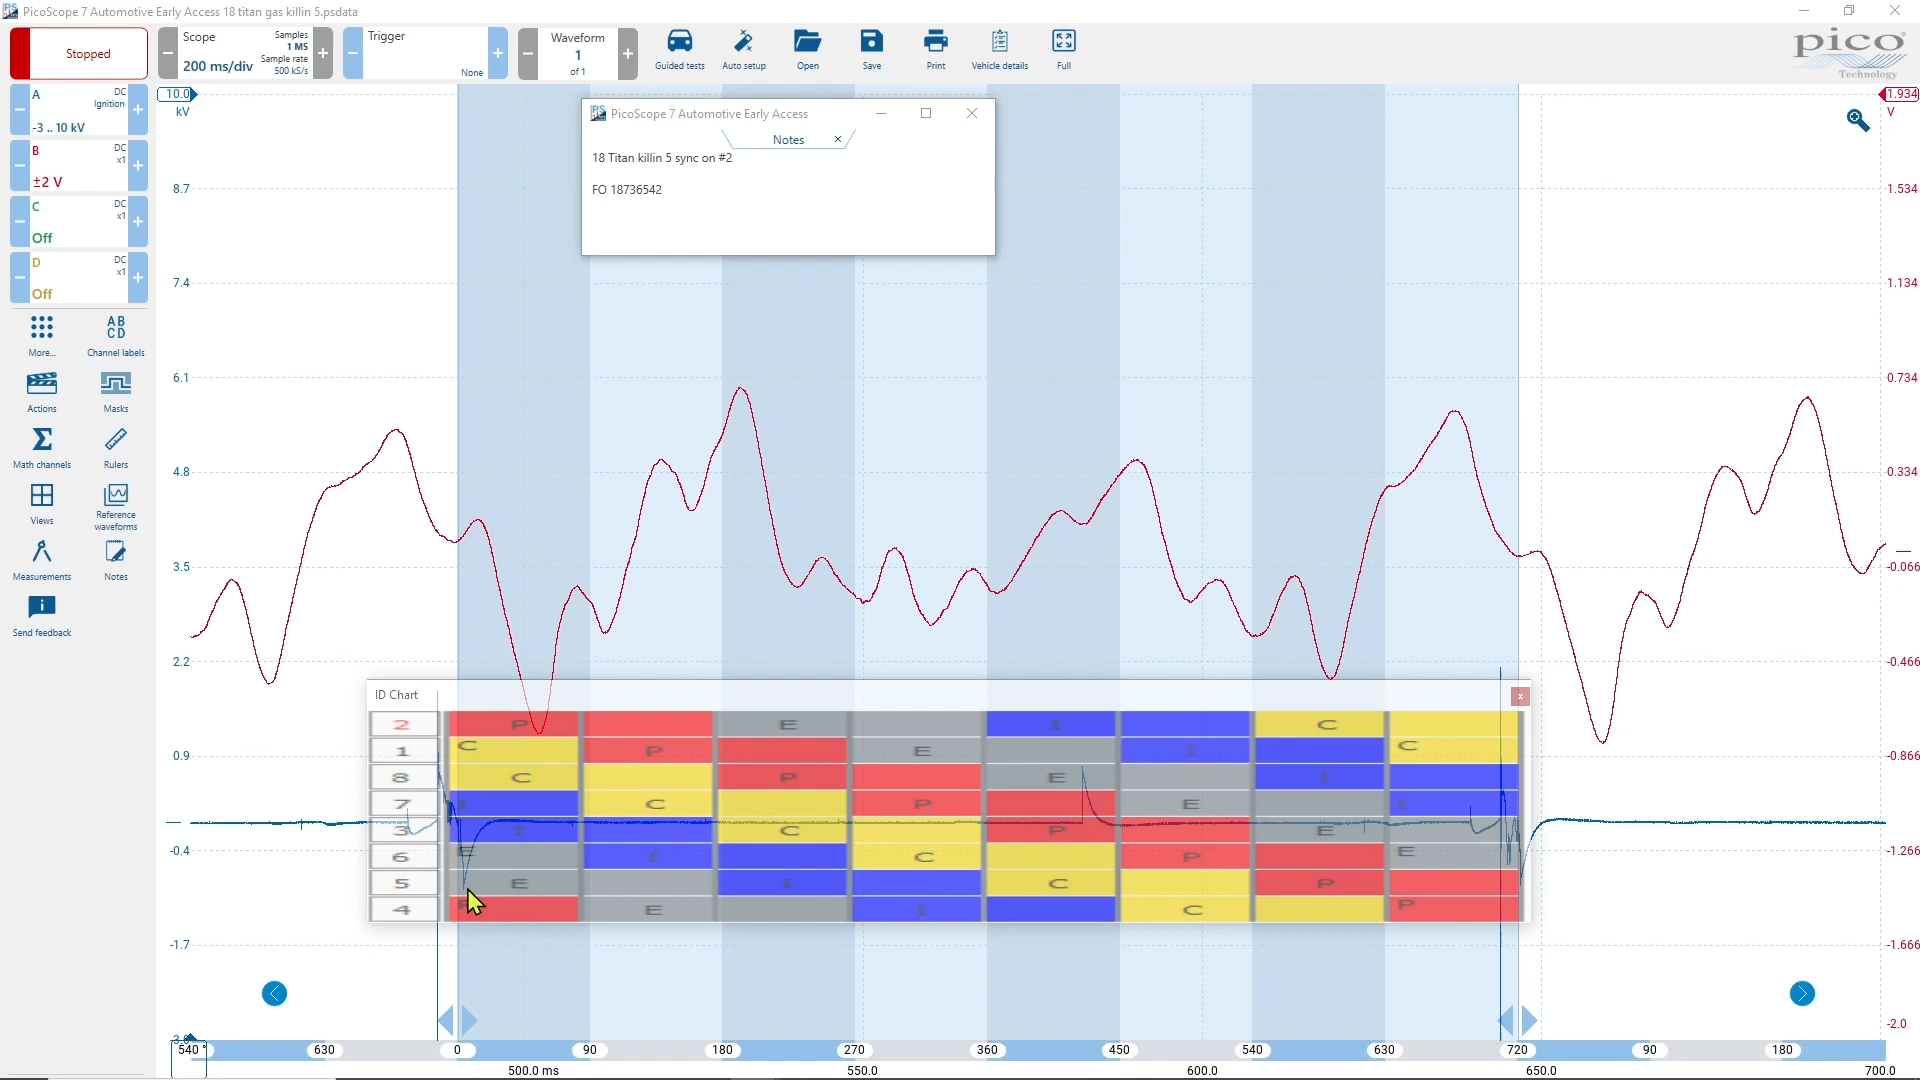 PicoScope 7 Automotive Early Access 18 titan gas killin 5.psdata
Stopped
Scope
200 ms/div
Samples
1 MS
Sample rate
500 kS/s
Trigger
None
Waveform
1
of 1
Guided tests
Auto setup
Open
Save
Print
Vehicle details
Full
pico
Technology
A
DC
Ignition
-3 .. 10 kV
B
DC
x1
±2 V
C
DC
x1
Off
D
DC
x1
Off
More...
Channel labels
Actions
Masks
Math channels
Rulers
Views
Reference
waveforms
Measurements
Notes
Send feedback
10.0
kV
8.7
7.4
6.1
4.8
3.5
2.2
0.9
-0.4
-1.7
PicoScope 7 Automotive Early Access
Notes
18 Titan killin 5 sync on #2
FO 18736542
1.934
V
1.534
1.134
0.734
0.334
-0.066
-0.466
-0.866
-1.266
-1.666
-2.0
ID Chart
2 P E I C
1 C P E I C
8 C P E I
7 I C P E I
3 I C P E
6 E I C P E
5 E I C P
4 P E I C P
540 ° 630 0 90 180 270 360 450 540 630 720 90 180
500.0 ms 550.0 600.0 650.0 700.0